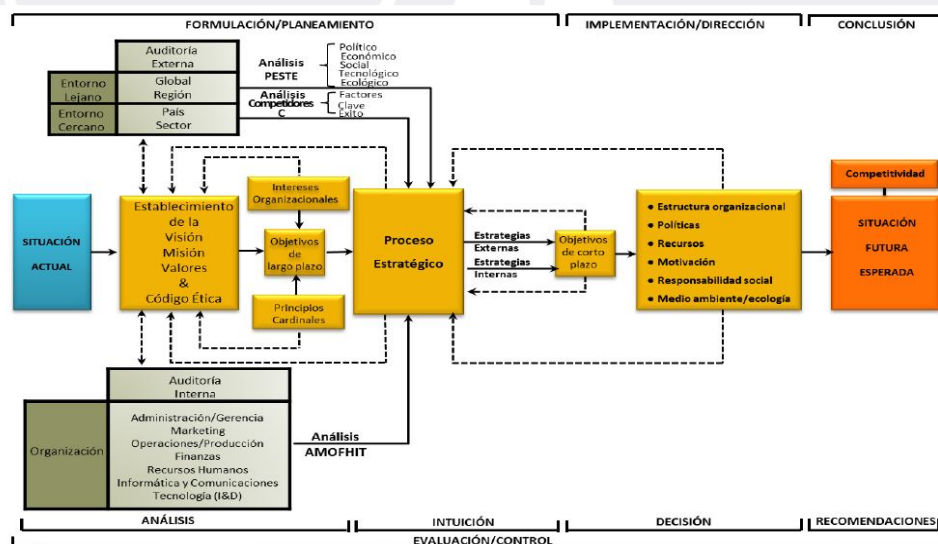 FORMULACIÓN/PLANEAMIENTO
IMPLEMENTACIÓN/DIRECCIÓN
CONCLUSIÓN
Auditoría
Externa
Entorno
Lejano
Global
Región
Entorno
Cercano
País
Sector
Análisis
PESTE
Político
Económico
Social
Tecnológico
Ecológico
Análisis
Competidores
C
Factores
Clave
Éxito
SITUACIÓN
ACTUAL
Establecimiento
de la
Visión
Misión
Valores
&
Código Ética
Intereses
Organizacionales
Objetivos
de
largo plazo
Principios
Cardinales
Proceso
Estratégico
Estrategias
Externas
Estrategias
Internas
Objetivos
de corto
plazo
• Estructura organizacional
• Políticas
• Recursos
• Motivación
• Responsabilidad social
• Medio ambiente/ecología
Competitividad
SITUACIÓN
FUTURA
ESPERADA
Auditoría
Interna
Organización
Administración/Gerencia
Marketing
Operaciones/Producción
Finanzas
Recursos Humanos
Informática y Comunicaciones
Tecnología (I&D)
Análisis
AMOFHIT
ANÁLISIS
INTUICIÓN
DECISIÓN
RECOMENDACIONES
EVALUACIÓN/CONTROL